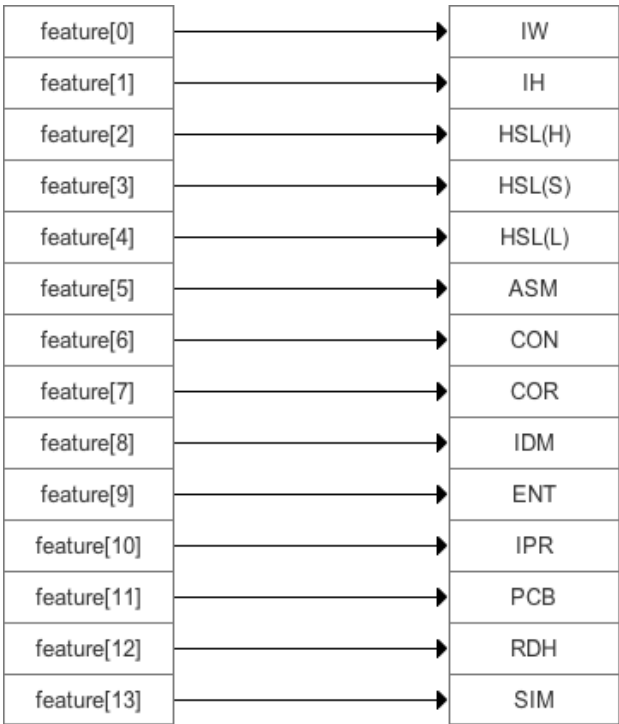 feature[0] IW
feature[1] IH
feature[2] HSL(H)
feature[3] HSL(S)
feature[4] HSL(L)
feature[5] ASM
feature[6] CON
feature[7] COR
feature[8] IDM
feature[9] ENT
feature[10] IPR
feature[11] PCB
feature[12] RDH
feature[13] SIM